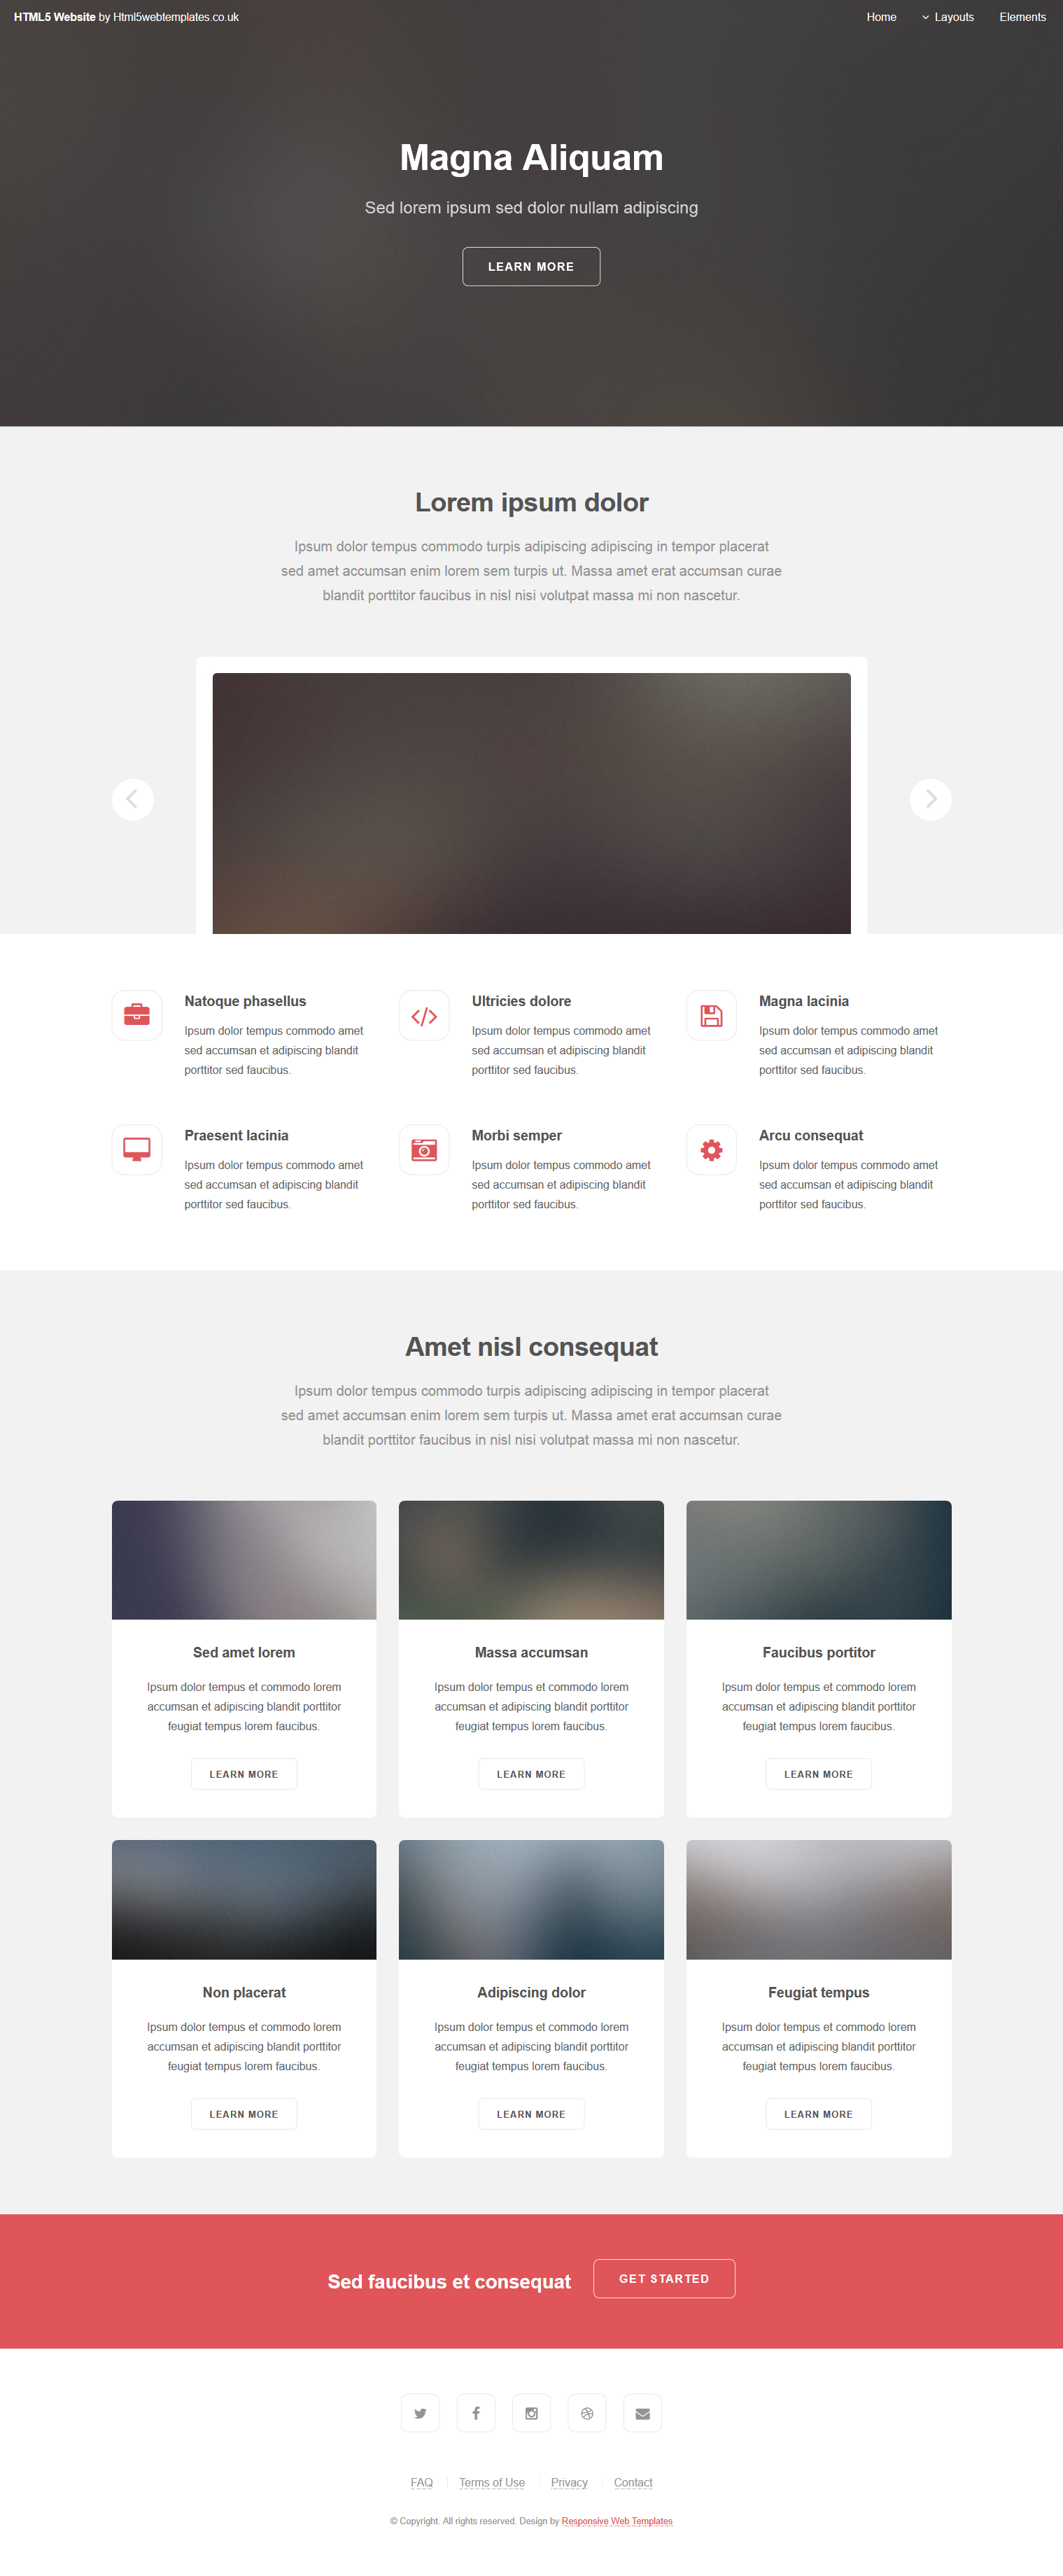 HTML5 Website by Html5webtemplates.co.uk
Home
Layouts
Elements
Magna Aliquam
Sed lorem ipsum sed dolor nullam adipiscing
LEARN MORE
Lorem ipsum dolor
Ipsum dolor tempus commodo turpis adipiscing adipiscing in tempor placerat
sed amet accumsan enim lorem sem turpis ut. Massa amet erat accumsan curae
blandit porttitor faucibus in nisl nisi volutpat massa mi non nascetur.
Natoque phasellus
Ipsum dolor tempus commodo amet
sed accumsan et adipiscing blandit
porttitor sed faucibus.
Ultricies dolore
Ipsum dolor tempus commodo amet
sed accumsan et adipiscing blandit
porttitor sed faucibus.
Magna lacinia
Ipsum dolor tempus commodo amet
sed accumsan et adipiscing blandit
porttitor sed faucibus.
Praesent lacinia
Ipsum dolor tempus commodo amet
sed accumsan et adipiscing blandit
porttitor sed faucibus.
Morbi semper
Ipsum dolor tempus commodo amet
sed accumsan et adipiscing blandit
porttitor sed faucibus.
Arcu consequat
Ipsum dolor tempus commodo amet
sed accumsan et adipiscing blandit
porttitor sed faucibus.
Amet nisl consequat
Ipsum dolor tempus commodo turpis adipiscing adipiscing in tempor placerat
sed amet accumsan enim lorem sem turpis ut. Massa amet erat accumsan curae
blandit porttitor faucibus in nisl nisi volutpat massa mi non nascetur.
Sed amet lorem
Ipsum dolor tempus et commodo lorem
accumsan et adipiscing blandit porttitor
feugiat tempus lorem faucibus.
LEARN MORE
Massa accumsan
Ipsum dolor tempus et commodo lorem
accumsan et adipiscing blandit porttitor
feugiat tempus lorem faucibus.
LEARN MORE
Faucibus portitor
Ipsum dolor tempus et commodo lorem
accumsan et adipiscing blandit porttitor
feugiat tempus lorem faucibus.
LEARN MORE
Non placerat
Ipsum dolor tempus et commodo lorem
accumsan et adipiscing blandit porttitor
feugiat tempus lorem faucibus.
LEARN MORE
Adipiscing dolor
Ipsum dolor tempus et commodo lorem
accumsan et adipiscing blandit porttitor
feugiat tempus lorem faucibus.
LEARN MORE
Feugiat tempus
Ipsum dolor tempus et commodo lorem
accumsan et adipiscing blandit porttitor
feugiat tempus lorem faucibus.
LEARN MORE
Sed faucibus et consequat
GET STARTED
FAQ
Terms of Use
Privacy
Contact
© Copyright. All rights reserved. Design by Responsive Web Templates